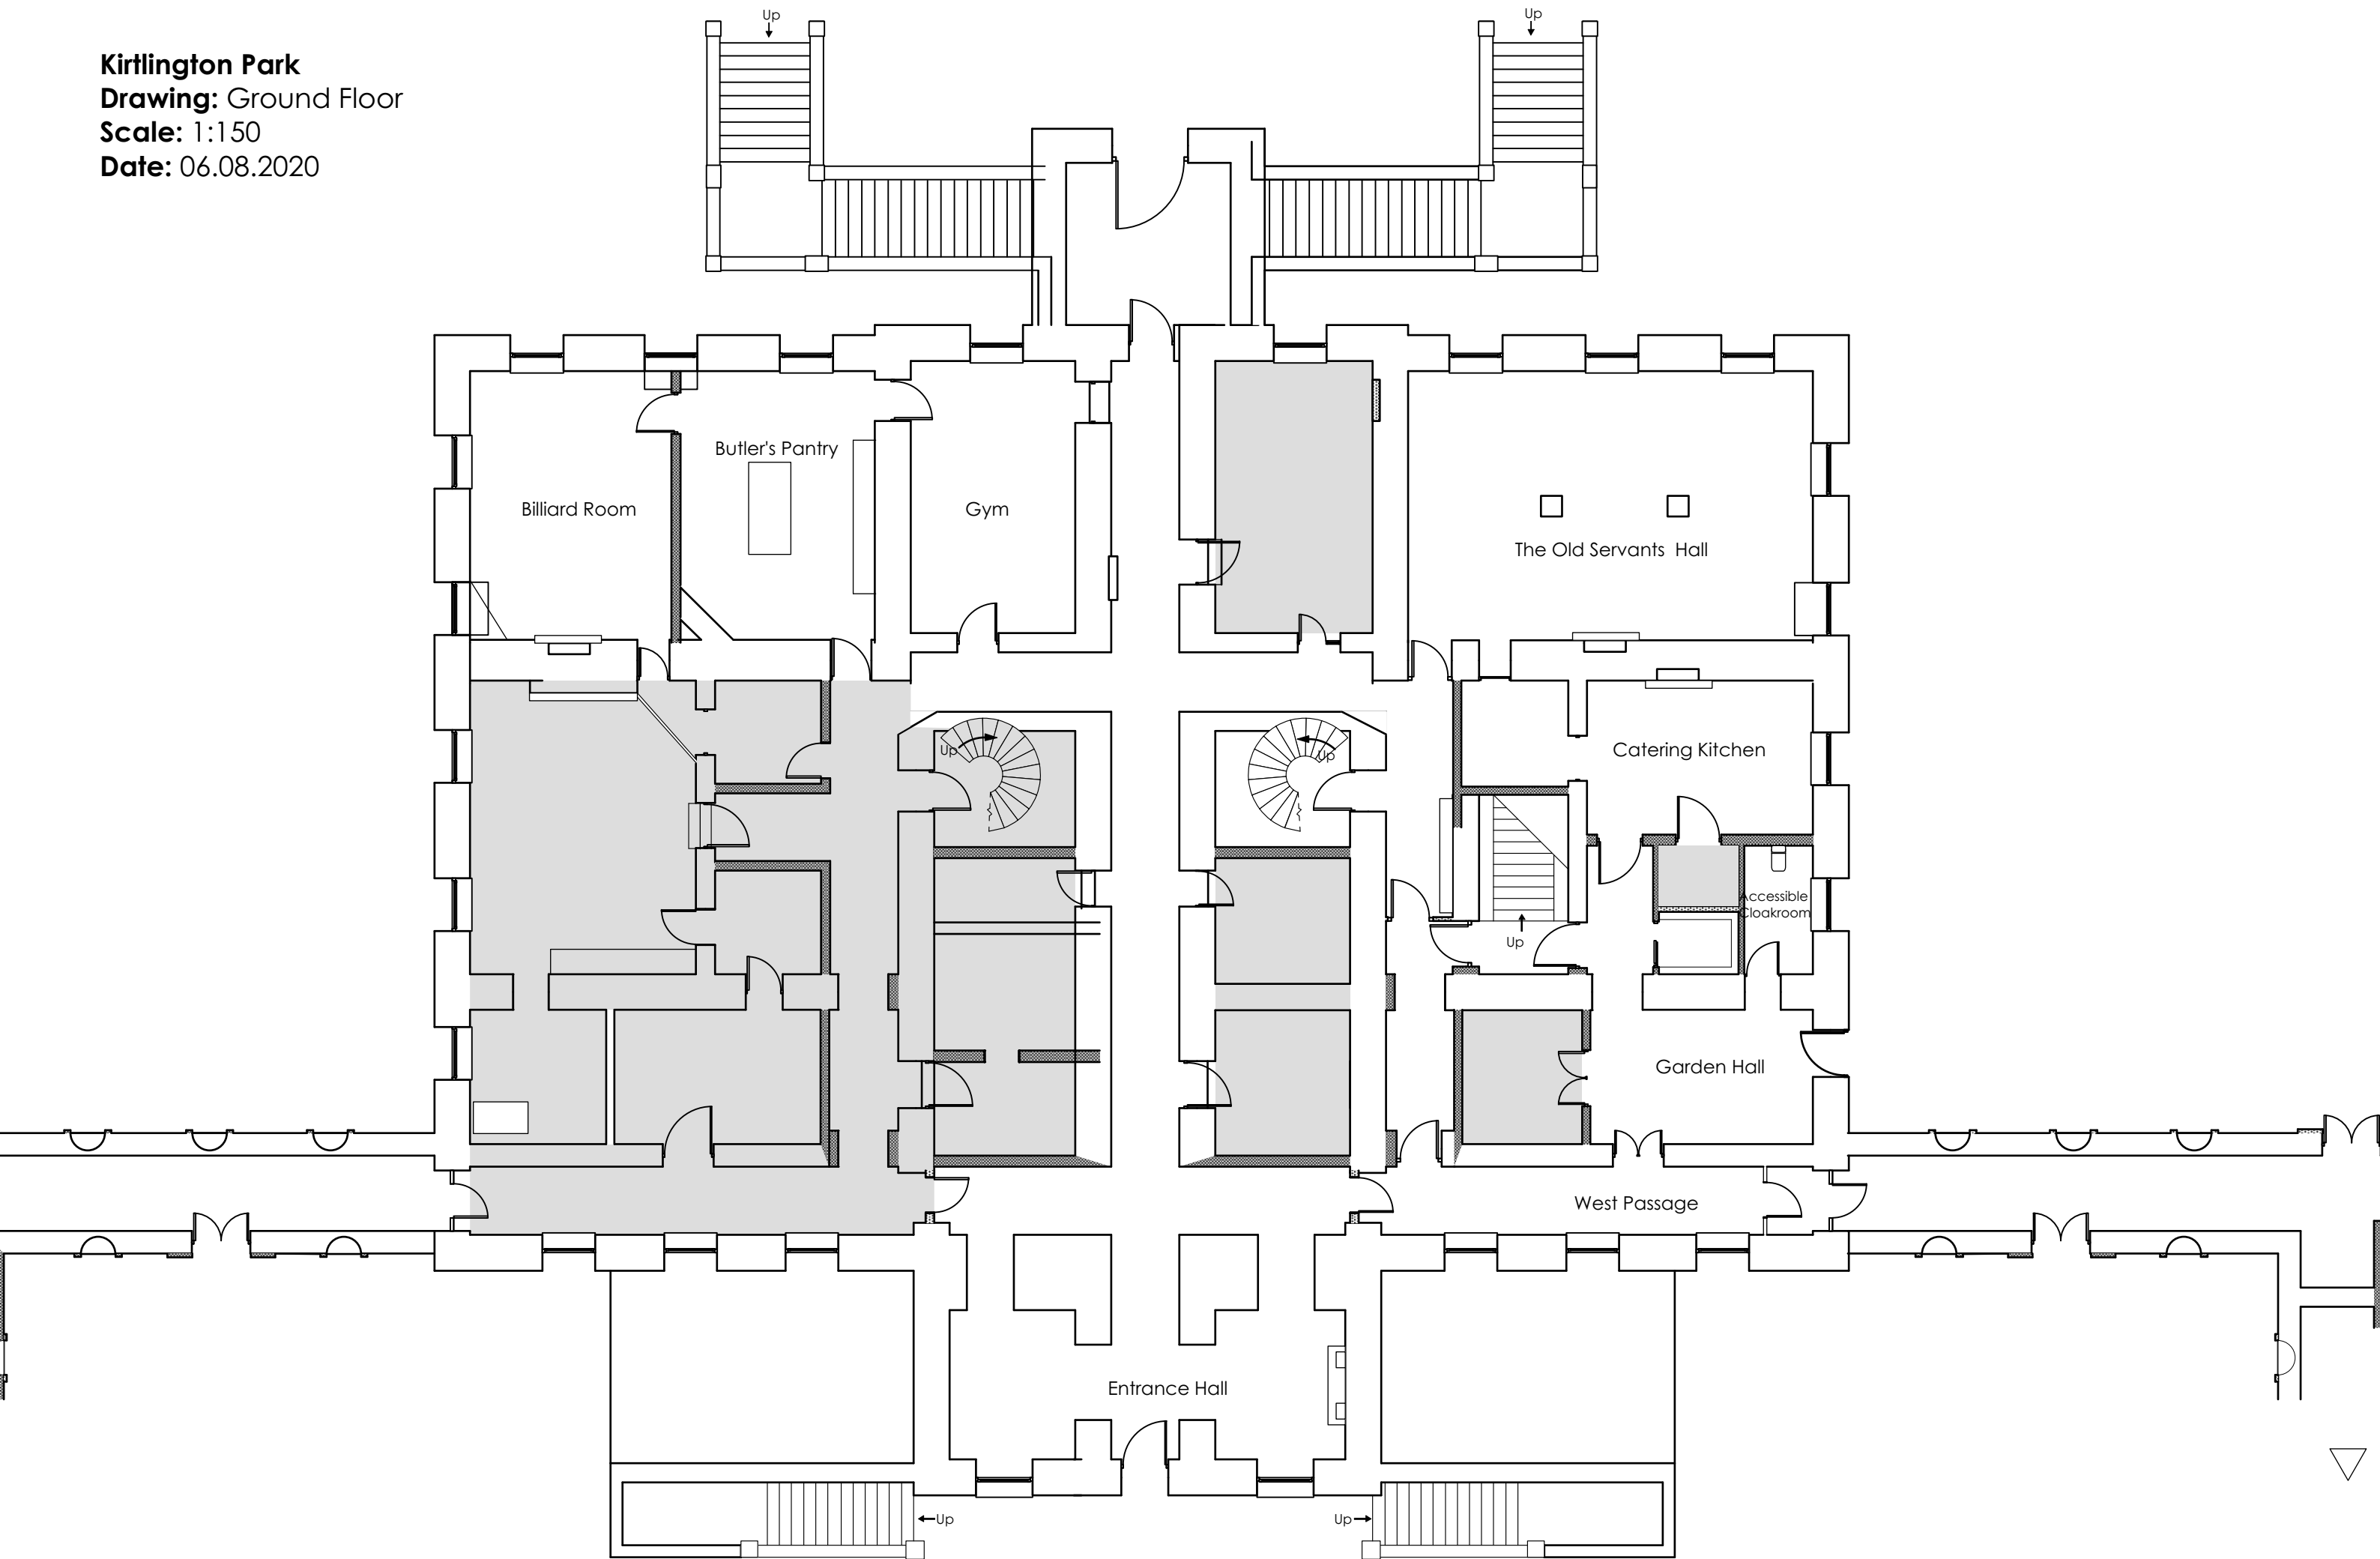 Kirtlington Park
Drawing: Ground Floor
Scale: 1:150
Date: 06.08.2020
Up
Up
Butler's Pantry
Billiard Room
Gym
The Old Servants Hall
Up
Up
Catering Kitchen
Accessible
Cloakroom
Up
Garden Hall
West Passage
Entrance Hall
Up
Up